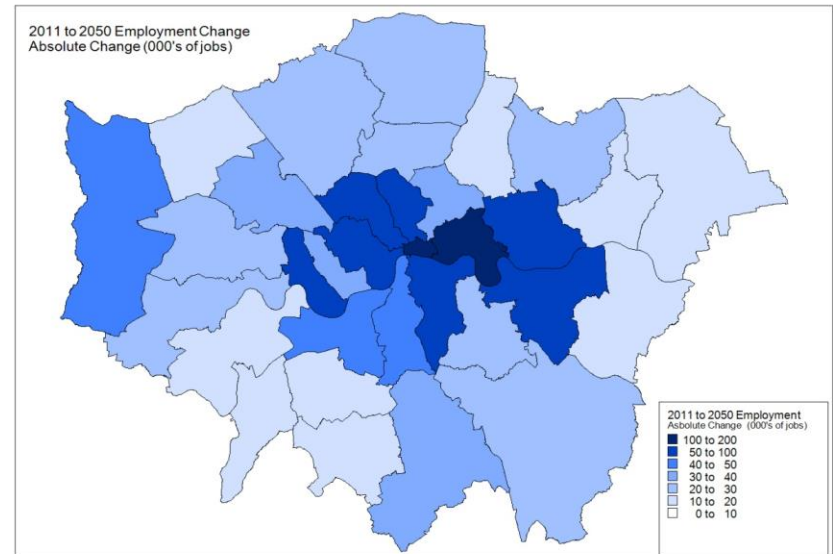 2011 to 2050 Employment Change
Absolute Change (000's of jobs)
2011 to 2050 Employment
Asbolute Change (000's of jobs)
100 to 200
50 to 100
40 to 50
30 to 40
20 to 30
10 to 20
0 to 10